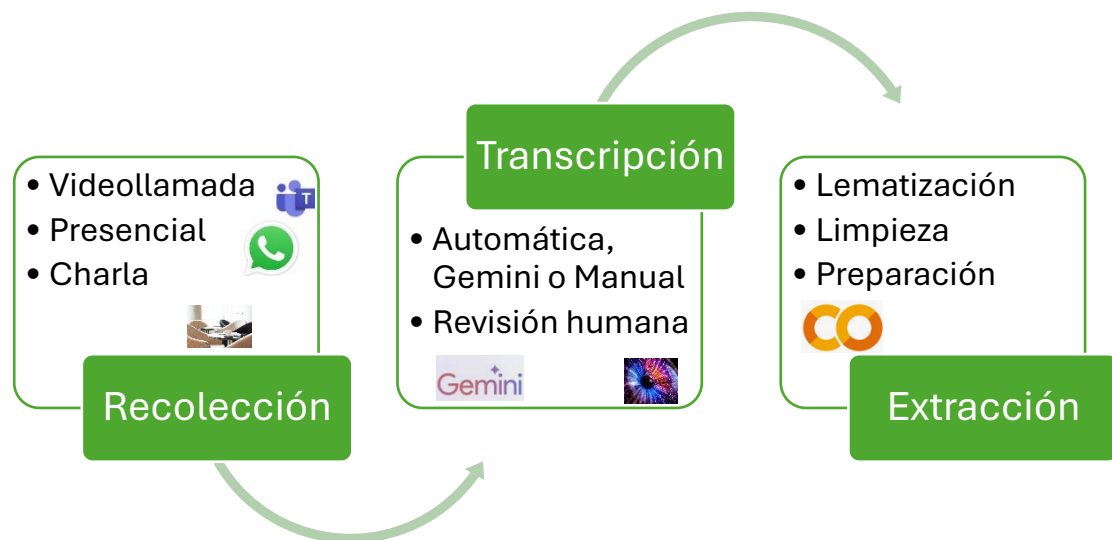 • Videollamada
• Presencial
• Charla
Recolección
Transcripción
• Automática,
Gemini o Manual
• Revisión humana
Gemini
• Lematización
• Limpieza
• Preparación
Extracción
T